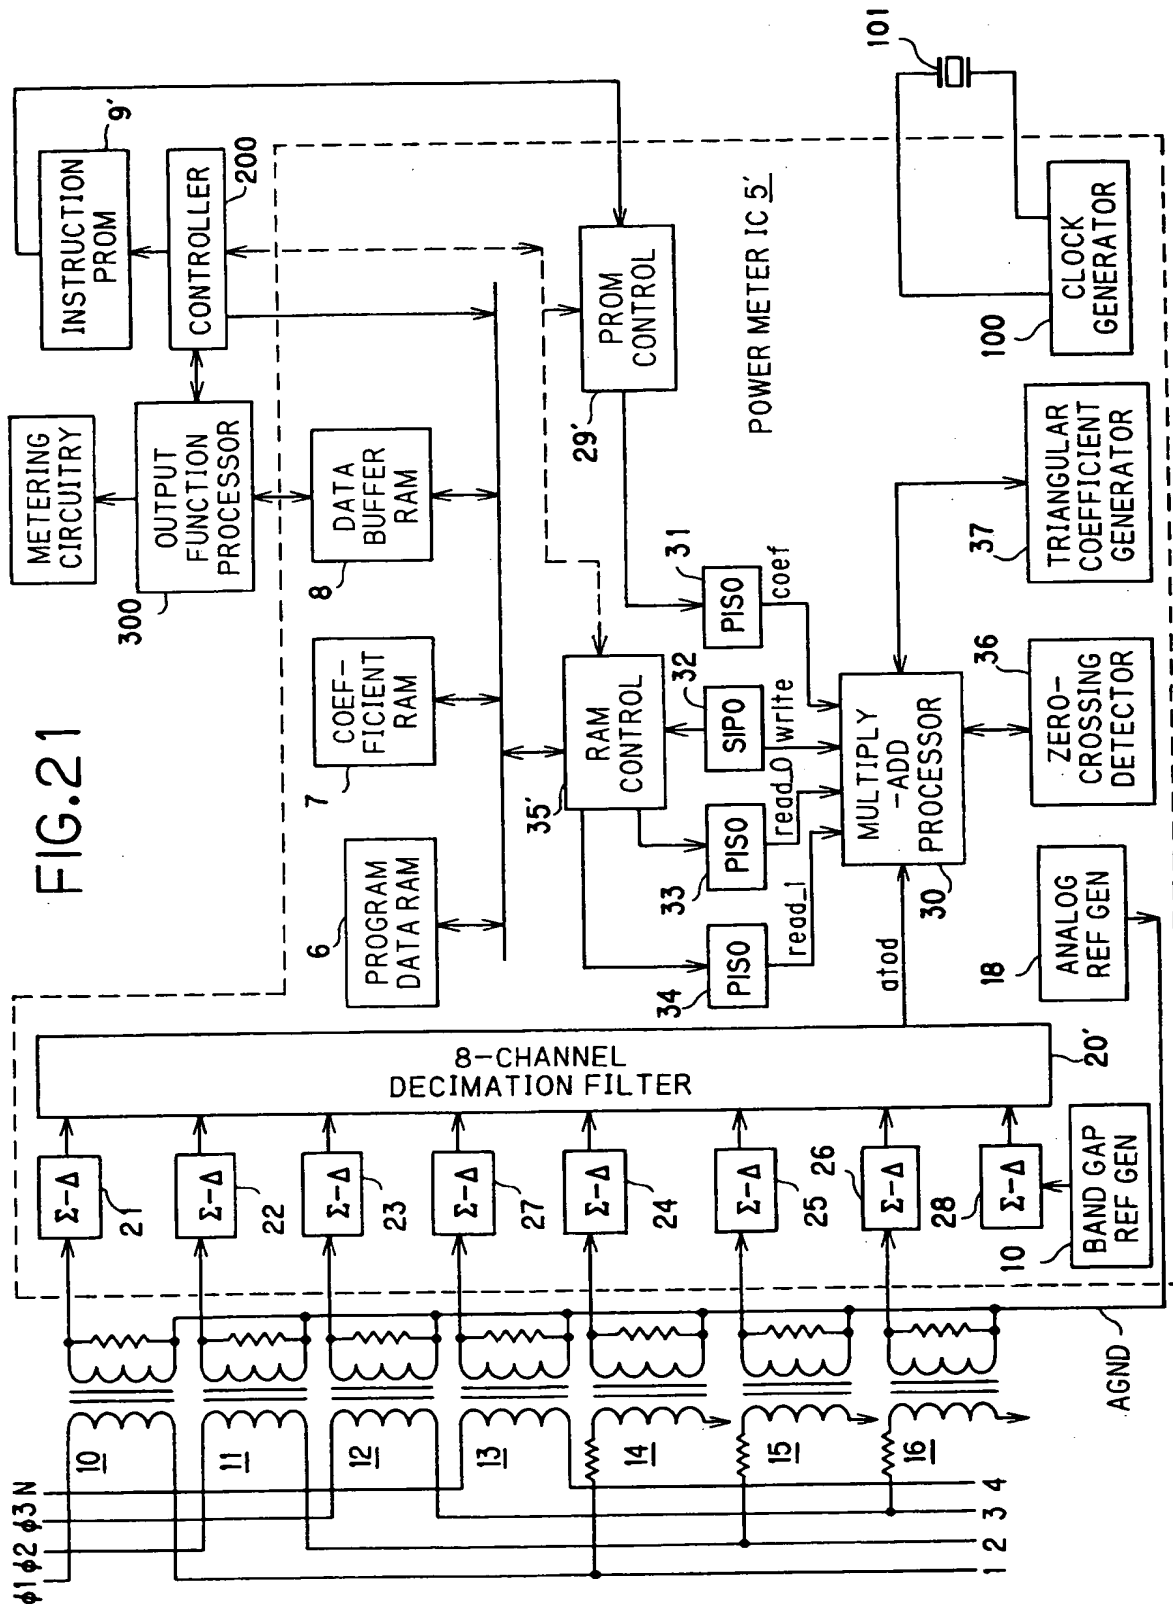 FIG.21
METERING
CIRCUITRY
INSTRUCTION
PROM
9'
OUTPUT
FUNCTION
PROCESSOR
300
CONTROLLER
200
PROGRAM
DATA RAM
6
COEF-
FICIENT
RAM
7
DATA
BUFFER
RAM
8
RAM
CONTROL
35'
PROM
CONTROL
29'
POWER METER IC 5'
PISO
34
read_1
PISO
33
read_0
SIPO
32
write
PISO
31
coef
MULTIPLY
-ADD
PROCESSOR
30
atod
8-CHANNEL
DECIMATION FILTER
20'
ANALOG
REF GEN
18
ZERO-
CROSSING
DETECTOR
36
TRIANGULAR
COEFFICIENT
GENERATOR
37
CLOCK
GENERATOR
100
101
BAND GAP
REF GEN
10
Σ-Δ
21
Σ-Δ
22
Σ-Δ
23
Σ-Δ
27
Σ-Δ
24
Σ-Δ
25
Σ-Δ
26
Σ-Δ
28
AGND
10
11
12
13
14
15
16
φ1 φ2 φ3 N
1 2 3 4